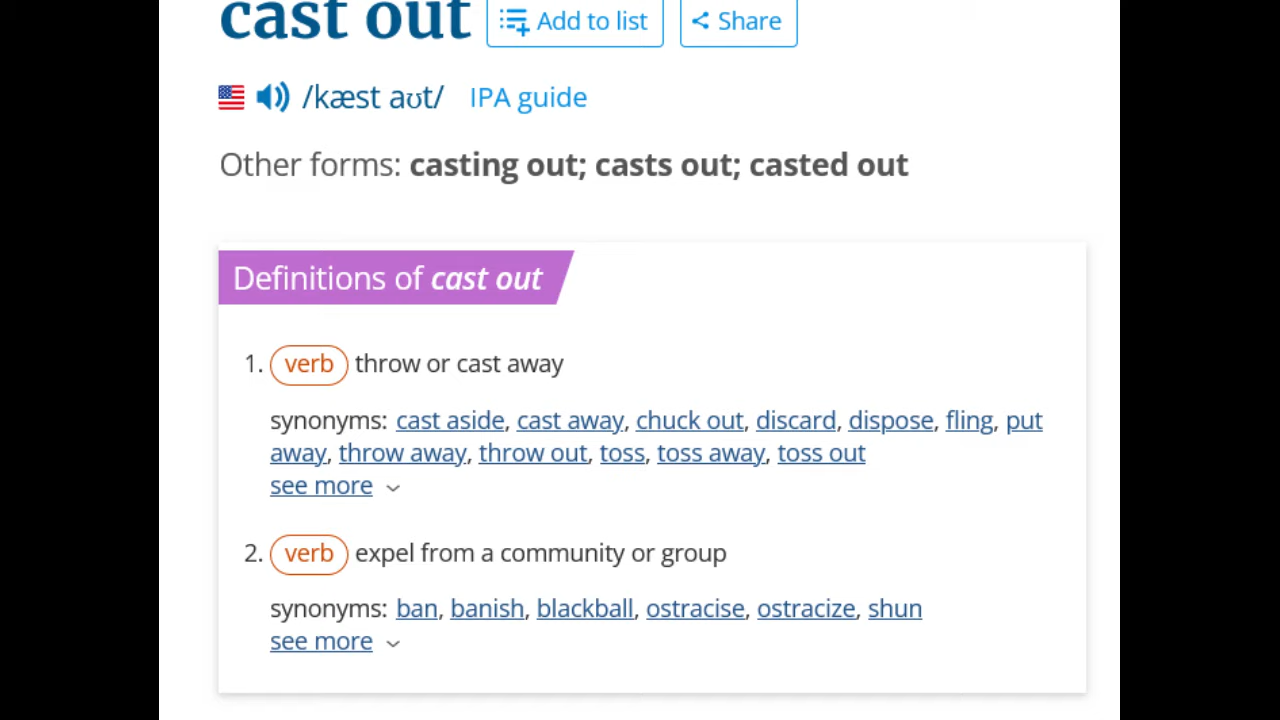 cast out Add to list Share
/kæst aʊt/ IPA guide
Other forms: casting out; casts out; casted out
Definitions of cast out
1. verb throw or cast away
synonyms: cast aside, cast away, chuck out, discard, dispose, fling, put
away, throw away, throw out, toss, toss away, toss out
see more
2. verb expel from a community or group
synonyms: ban, banish, blackball, ostracise, ostracize, shun
see more